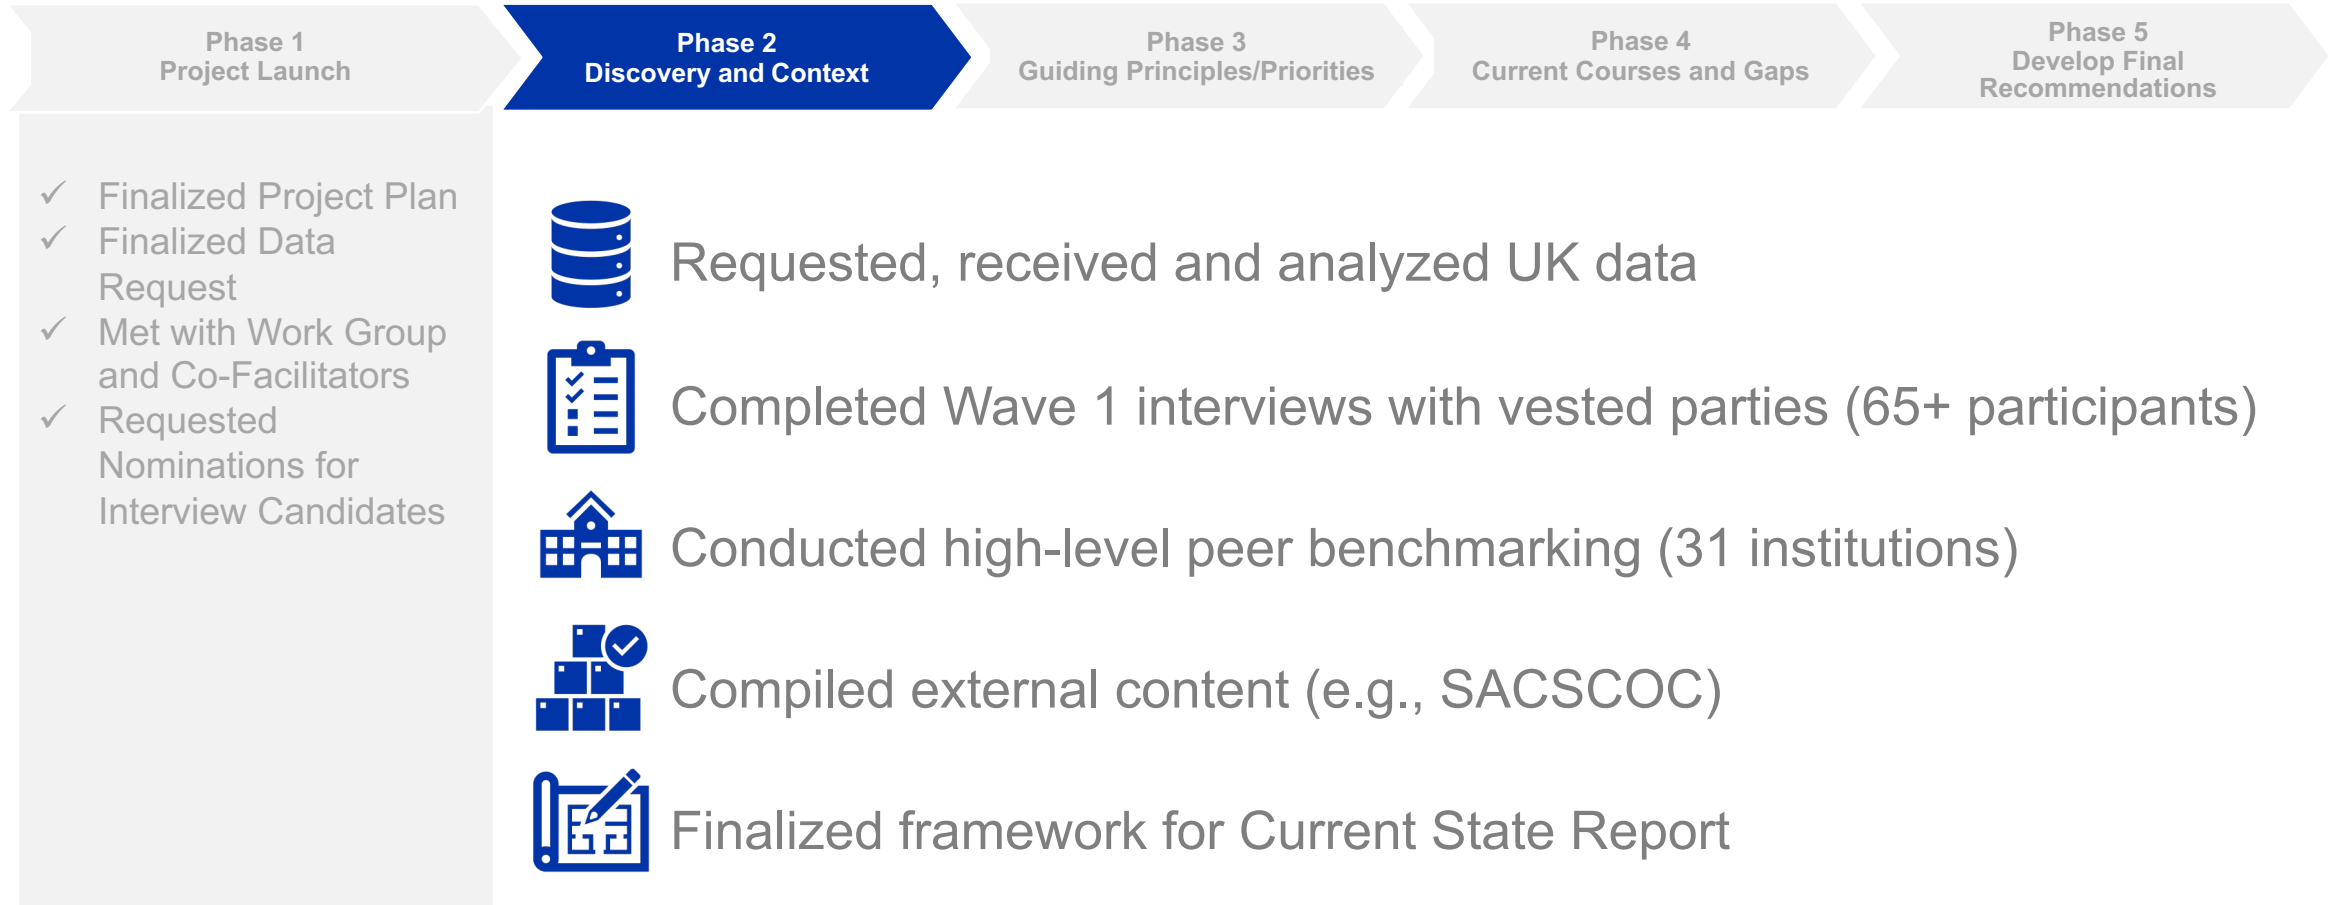 Phase 1
Project Launch
Phase 2
Discovery and Context
Phase 3
Guiding Principles/Priorities
Phase 4
Current Courses and Gaps
Phase 5
Develop Final
Recommendations
✓ Finalized Project Plan
✓ Finalized Data
Request
✓ Met with Work Group
and Co-Facilitators
✓ Requested
Nominations for
Interview Candidates
Requested, received and analyzed UK data
Completed Wave 1 interviews with vested parties (65+ participants)
Conducted high-level peer benchmarking (31 institutions)
Compiled external content (e.g., SACSCOC)
Finalized framework for Current State Report